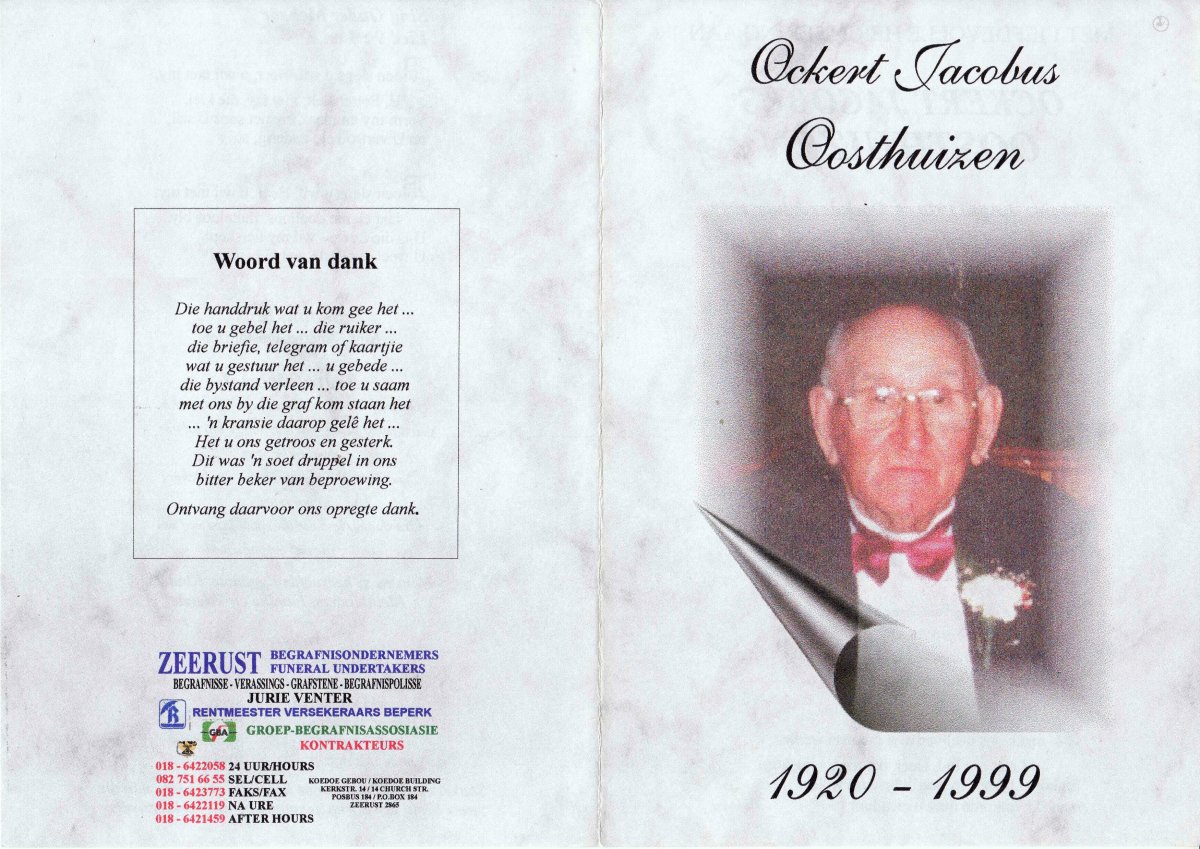 Woord van dank
Die handdruk wat u kom gee het ...
toe u gebel het ... die ruiker ...
die briefie, telegram of kaartjie
wat u gestuur het ... u gebede ...
die bystand verleen ... toe u saam
met ons by die graf kom staan het
... 'n kransie daarop gelê het ...
Het u ons getroos en gesterk.
Dit was 'n soet druppel in ons
bitter beker van beproewing.
Ontvang daarvoor ons opregte dank.
ZEERUST BEGRAFNISONDERNEMERS
FUNERAL UNDERTAKERS
BEGRAFNISSE - VERASSINGS - GRAFSTENE - BEGRAFNISPOLISSE
JURIE VENTER
RENTMEESTER VERSEKERAARS BEPERK
GBA GROEP-BEGRAFNISASSOSIASIE
KONTRAKTEURS
018 - 6422058 24 UUR/HOURS
082 751 66 55 SEL/CELL
018 - 6423773 FAKS/FAX
018 - 6422119 NA URE
018 - 6421459 AFTER HOURS
KOEDOE GEBOU / KOEDOE BUILDING
KERKSTR. 14 / 14 CHURCH STR.
POSBUS 184 / P.O.BOX 184
ZEERUST 2865
Ockert Jacobus
Oosthuizen
1920 - 1999